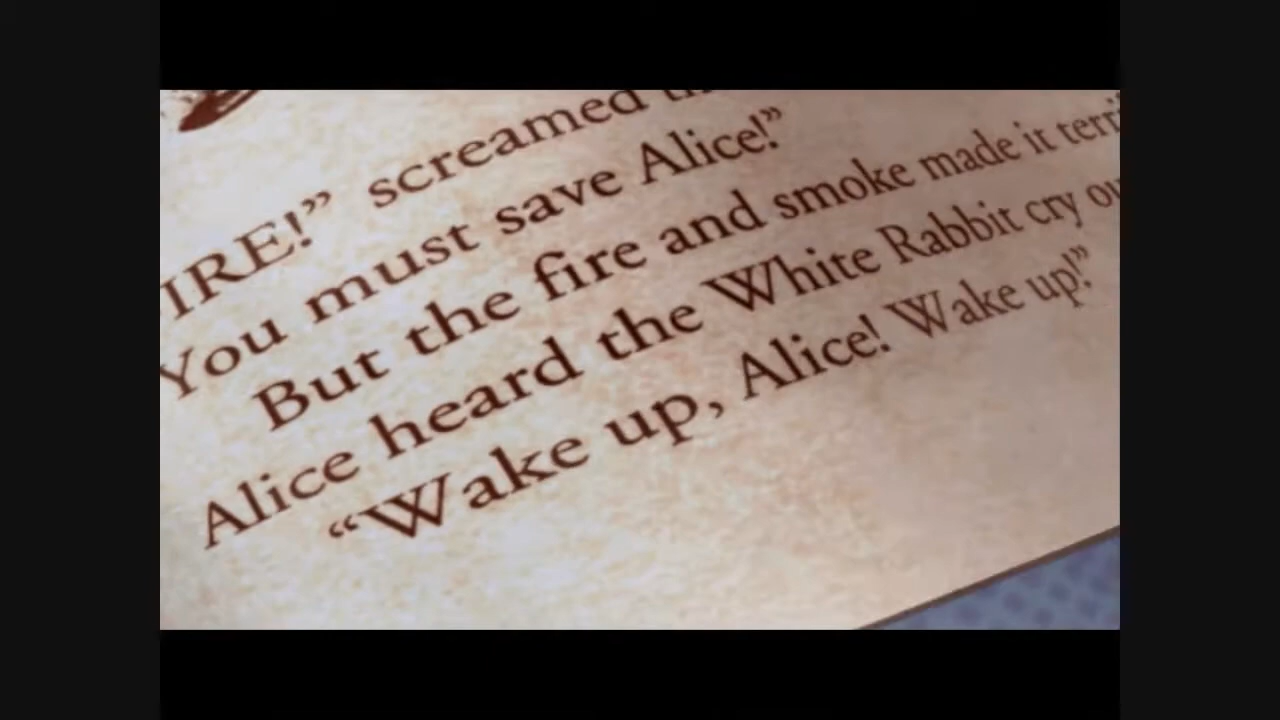 IRE!” screamed
You must save Alice!”
But the fire and smoke made it
Alice heard the White Rabbit cry
“Wake up, Alice! Wake up!”